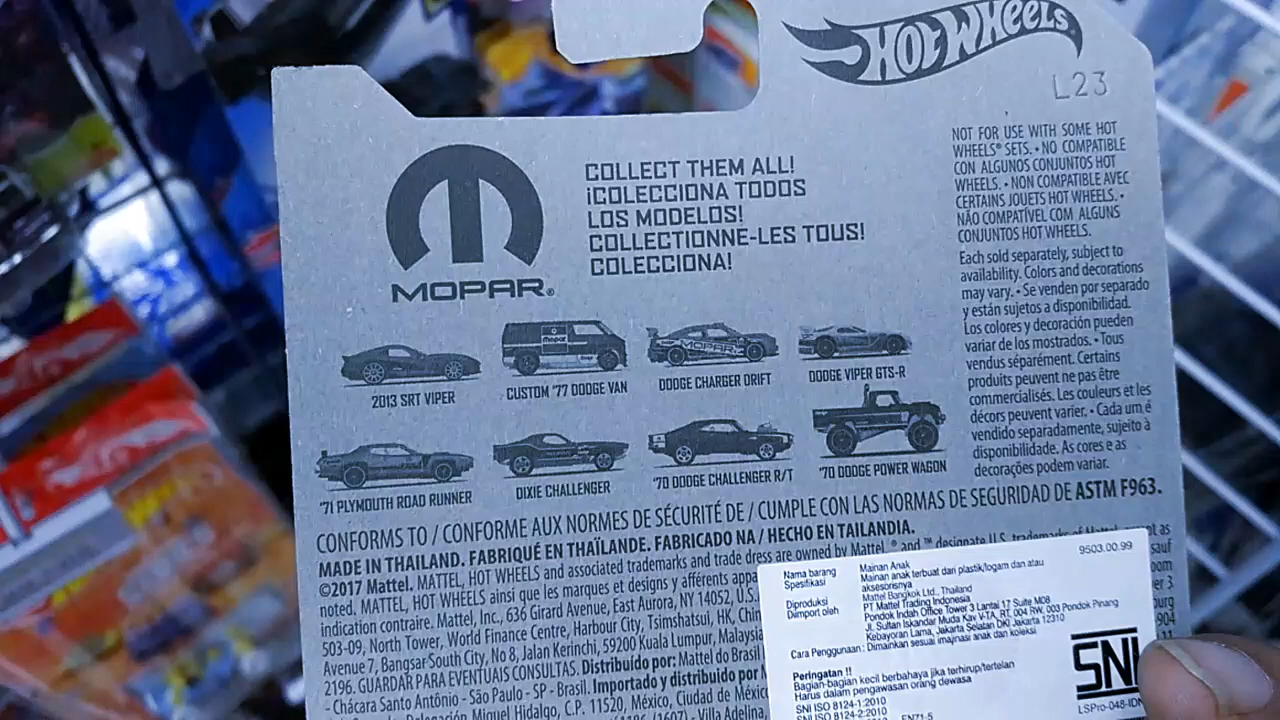 HOT WHEELS
L23
MOPAR®
COLLECT THEM ALL!
¡COLECCIONA TODOS
LOS MODELOS!
COLLECTIONNE-LES TOUS!
COLECCIONA!
NOT FOR USE WITH SOME HOT
WHEELS® SETS. • NO COMPATIBLE
CON ALGUNOS CONJUNTOS HOT
WHEELS. • NON COMPATIBLE AVEC
CERTAINS JOUETS HOT WHEELS. •
NÃO COMPATÍVEL COM ALGUNS
CONJUNTOS HOT WHEELS.
Each sold separately, subject to
availability. Colors and decorations
may vary. • Se venden por separado
y están sujetos a disponibilidad.
Los colores y decoración pueden
variar de los mostrados. • Tous
vendus séparément. Certains
produits peuvent ne pas être
commercialisés. Les couleurs et les
décors peuvent varier. • Cada um é
vendido separadamente, sujeito à
disponibilidade. As cores e as
decorações podem variar.
2013 SRT VIPER
CUSTOM '77 DODGE VAN
DODGE CHARGER DRIFT
DODGE VIPER GTS-R
'71 PLYMOUTH ROAD RUNNER
DIXIE CHALLENGER
'70 DODGE CHALLENGER R/T
'70 DODGE POWER WAGON
CONFORMS TO / CONFORME AUX NORMES DE SÉCURITÉ DE / CUMPLE CON LAS NORMAS DE SEGURIDAD DE ASTM F963.
MADE IN THAILAND. FABRIQUÉ EN THAÏLANDE. FABRICADO NA / HECHO EN TAILANDIA.
©2017 Mattel. MATTEL, HOT WHEELS and associated trademarks and trade dress are owned by Mattel ® and ™ designate U.S. trademarks of Mattel
noted. MATTEL, HOT WHEELS ainsi que les marques et designs y afférents
indication contraire. Mattel, Inc., 636 Girard Avenue, East Aurora, NY 14052, U.S.
503-09, North Tower, World Finance Centre, Harbour City, Tsimshatsui, HK,
Avenue 7, Bangsar South City, No 8, Jalan Kerinchi, 59200 Kuala Lumpur, Malaysia
2196. GUARDAR PARA EVENTUAIS CONSULTAS. Distribuído por: Mattel do Brasil
- Chácara Santo Antônio - São Paulo - SP - Brasil. Importado y distribuido por
Miguel Hidalgo, C.P. 11520, México, Ciudad de
Villa Adelina,
9503.00.99
Nama barang Mainan Anak
Spesifikasi Mainan anak terbuat dari plastik/logam dan atau
aksesorisnya
Diproduksi Mattel Bangkok Ltd., Thailand
Diimport oleh PT Mattel Trading Indonesia
Pondok Indah Office Tower 3 Lantai 17 Suite M08
Jl. Sultan Iskandar Muda Kav V-TA, RT. 004 RW. 003 Pondok Pinang
Kebayoran Lama, Jakarta Selatan DKI Jakarta 12310
Cara Penggunaan : Dimainkan sesuai imajinasi anak dan koleksi
Peringatan !!
Bagian-bagian kecil berbahaya jika terhirup/tertelan
Harus dalam pengawasan orang dewasa
SNI ISO 8124-1:2010
SNI ISO 8124-2:2010
EN71-5
SNI
LSPro-048-IDN